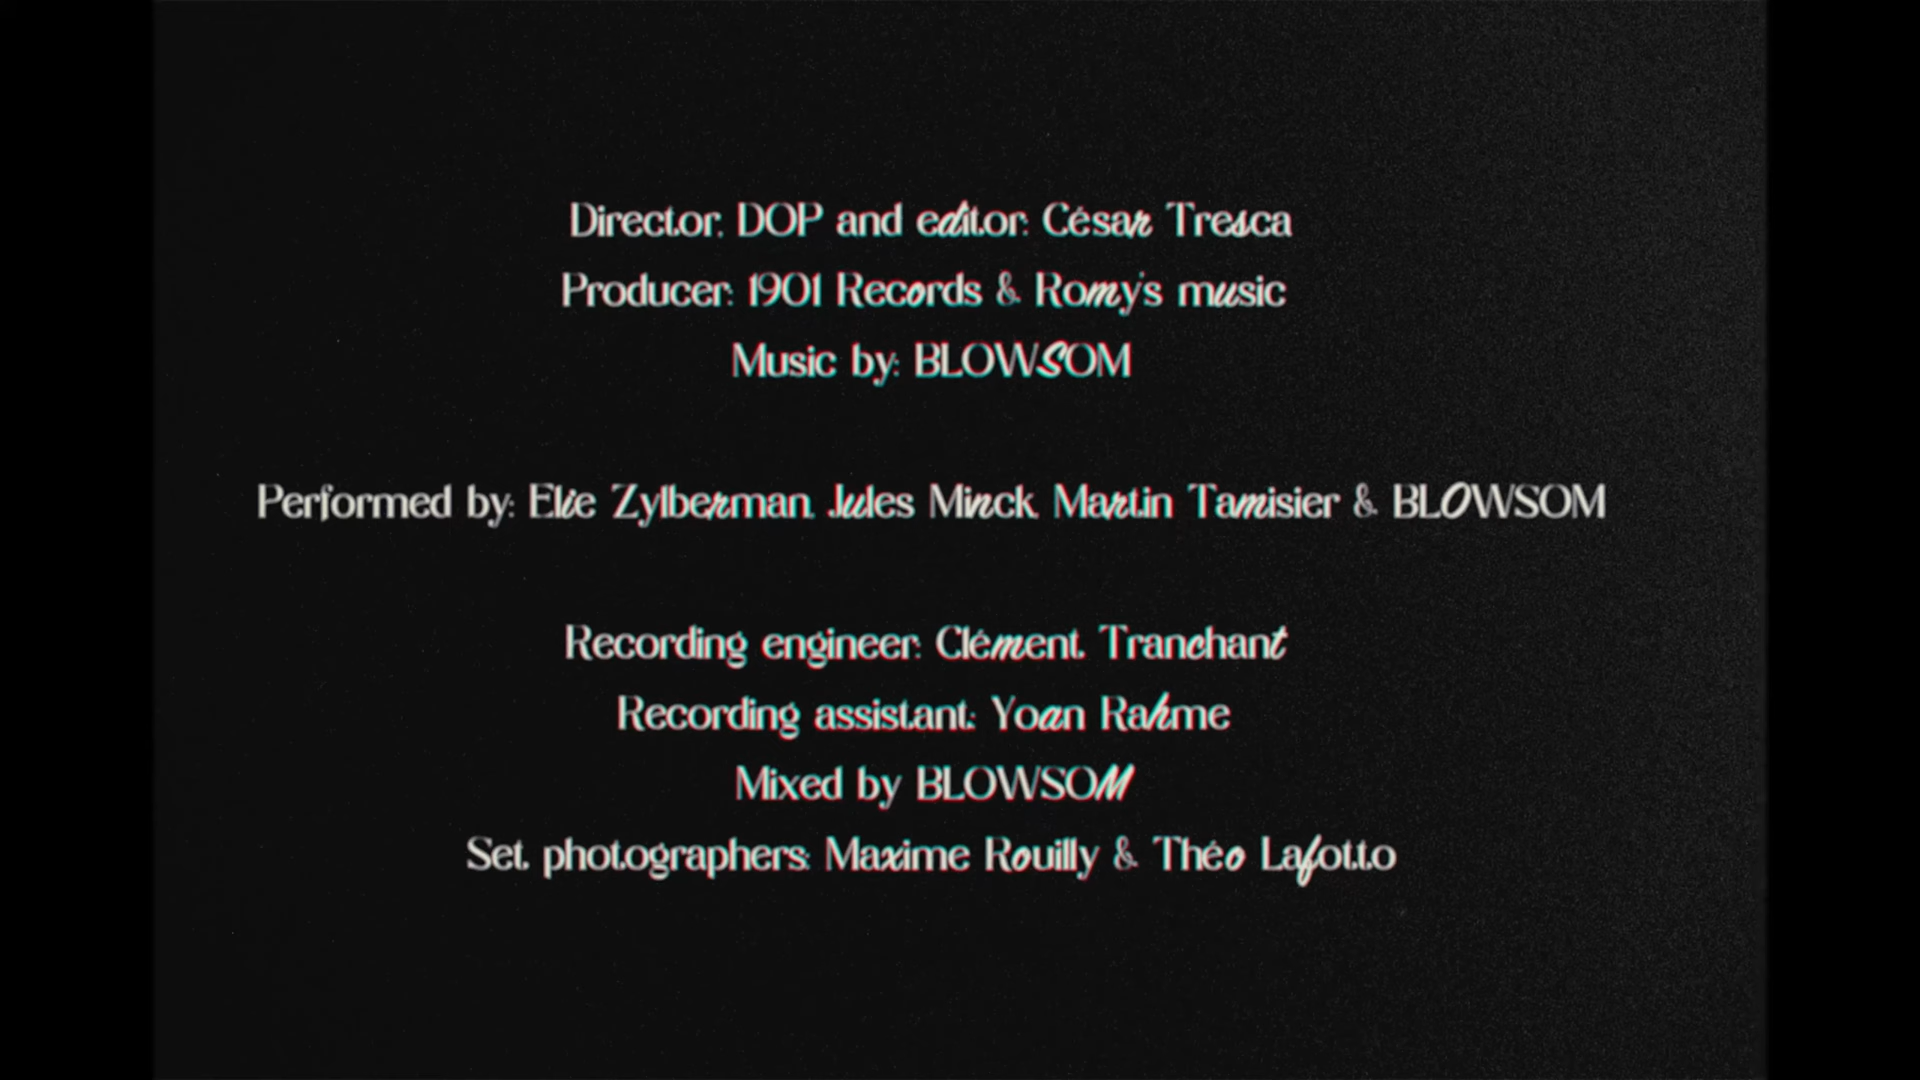 Director, DOP and editor: César Tresca
Producer: 1901 Records & Romy's music
Music by: BLOWSOM
Performed by: Elie Zylberman, Jules Minck, Martin Tamisier & BLOWSOM
Recording engineer: Clément Tranchant
Recording assistant: Yoan Rahme
Mixed by BLOWSOM
Set photographers: Maxime Rouilly & Théo Lafotto